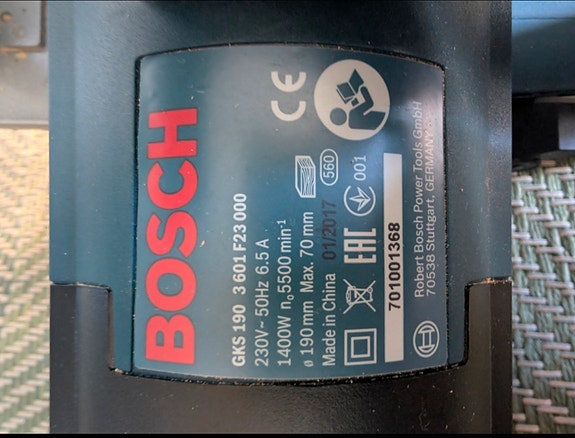 BOSCH
GKS 190 3 601 F23 000
230V~ 50Hz 6.5 A
1400W n₀5500 min⁻¹
ø 190 mm Max. 70 mm
560
Made in China 01/2017
001
CE
EAC
701001368
Robert Bosch Power Tools GmbH
70538 Stuttgart, GERMANY